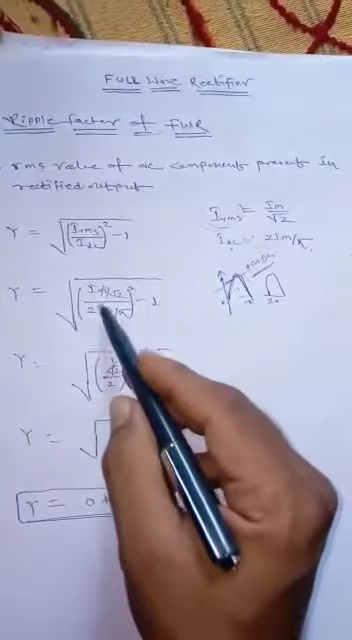 Full Wave Rectifier
Ripple factor of FWR
rms value of ac component present in
rectified output
γ = √((Irms/Idc)² - 1)
Irms = Im/√2
Idc = 2Im/π
γ = √((Im/√2 / 2Im/π)² - 1)
γ =
γ =
γ = 0.